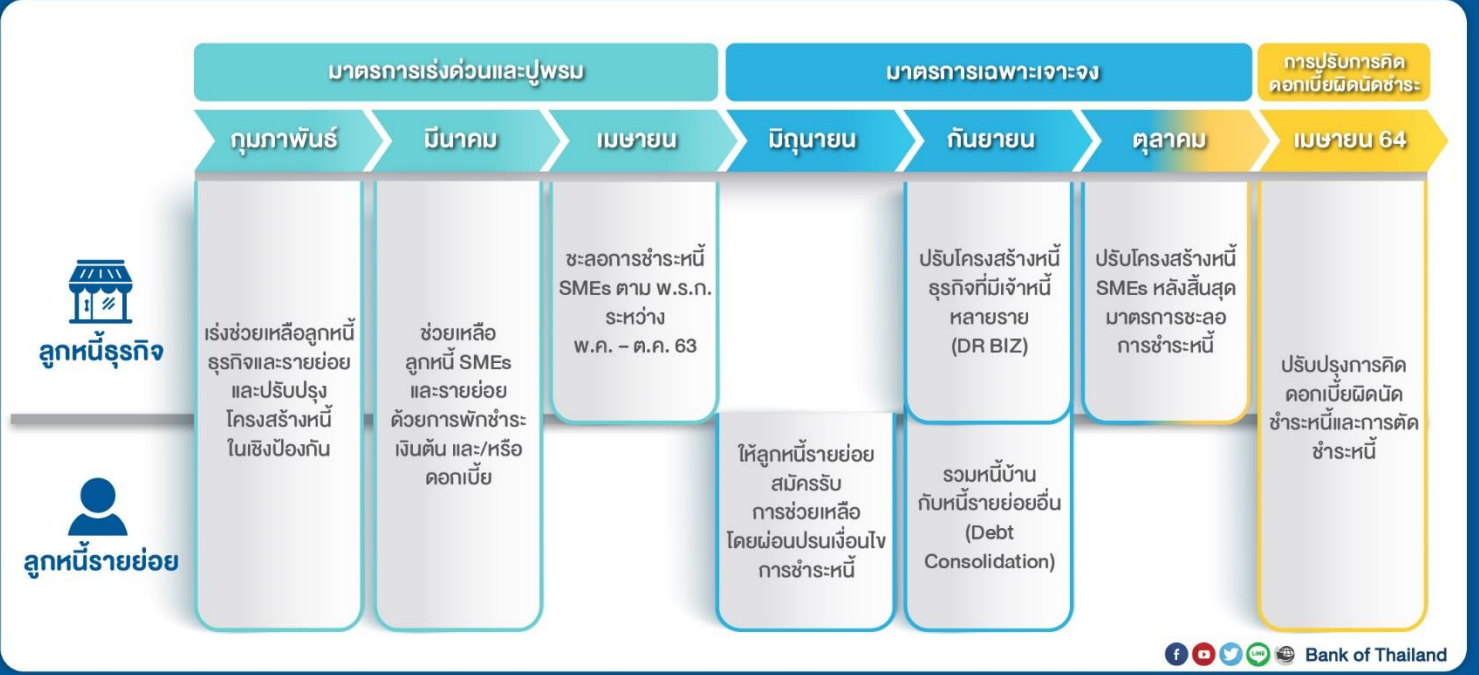 มาตรการเร่งด่วนและปูพรม
มาตรการเฉพาะเจาะจง
การปรับการคิด
ดอกเบี้ยผิดนัดชำระ
กุมภาพันธ์
มีนาคม
เมษายน
มิถุนายน
กันยายน
ตุลาคม
เมษายน 64
ลูกหนี้ธุรกิจ
ลูกหนี้รายย่อย
เร่งช่วยเหลือลูกหนี้
ธุรกิจและรายย่อย
และปรับปรุง
โครงสร้างหนี้
ในเชิงป้องกัน
ช่วยเหลือ
ลูกหนี้ SMEs
และรายย่อย
ด้วยการพักชำระ
เงินต้น และ/หรือ
ดอกเบี้ย
ชะลอการชำระหนี้
SMEs ตาม พ.ร.ก.
ระหว่าง
พ.ค. – ต.ค. 63
ให้ลูกหนี้รายย่อย
สมัครรับ
การช่วยเหลือ
โดยผ่อนปรนเงื่อนไข
การชำระหนี้
ปรับโครงสร้างหนี้
ธุรกิจที่มีเจ้าหนี้
หลายราย
(DR BIZ)
รวมหนี้บ้าน
กับหนี้รายย่อยอื่น
(Debt
Consolidation)
ปรับโครงสร้างหนี้
SMEs หลังสิ้นสุด
มาตรการชะลอ
การชำระหนี้
ปรับปรุงการคิด
ดอกเบี้ยผิดนัด
ชำระหนี้และการตัด
ชำระหนี้
LINE
Bank of Thailand